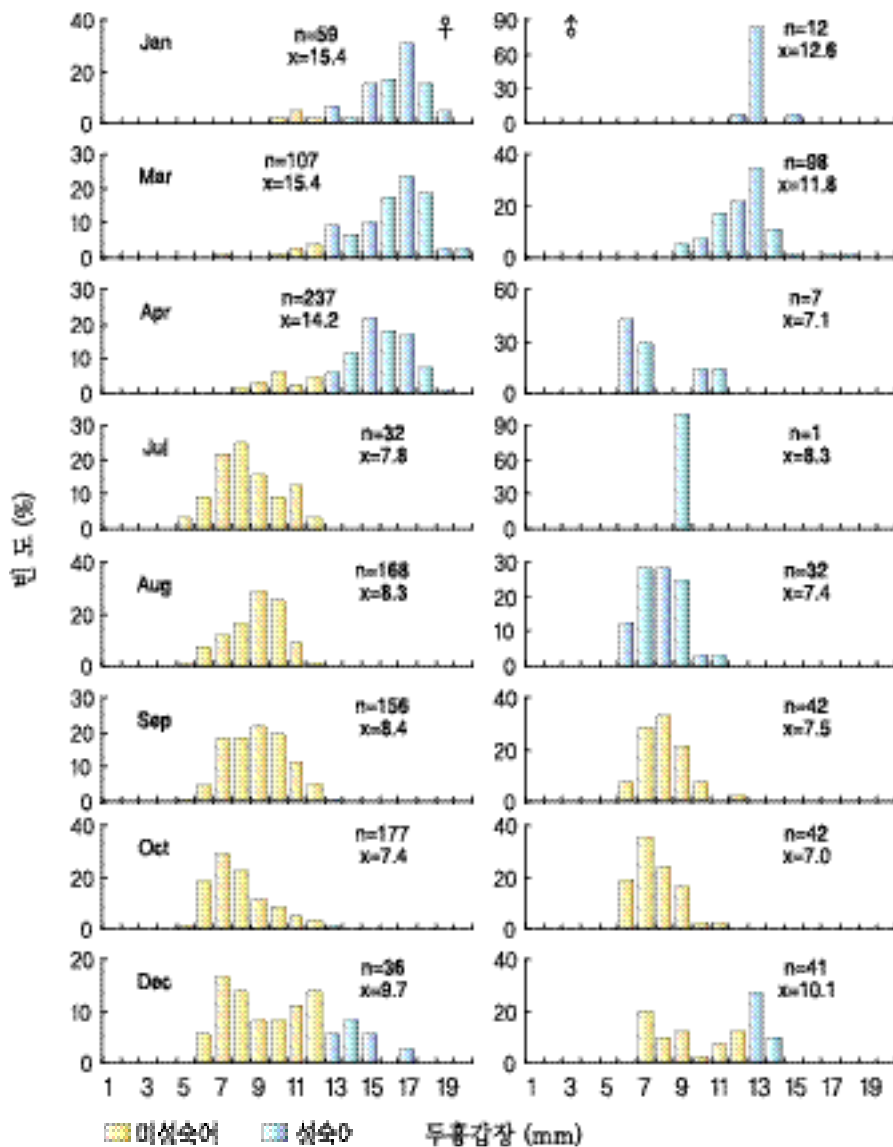 40 Jan n=59 ♀
30 x=15.4
20
0
90 ♂ n=12
60 x=12.6
30
0
30 Mar n=107
20 x=15.4
10
0
40 n=98
x=11.8
20
0
30 Apr n=237
20 x=14.2
10
0
60 n=7
40 x=7.1
20
0
30 Jul n=32
20 x=7.8
10
0
90 n=1
60 x=8.3
30
0
40 Aug n=168
20 x=8.3
0
30 n=32
20 x=7.4
10
0
30 Sep n=156
20 x=8.4
10
0
40 n=42
20 x=7.5
0
40 Oct n=177
20 x=7.4
0
40 n=42
20 x=7.0
0
20 Dec n=36
10 x=9.7
0
40 n=41
20 x=10.1
0
1 3 5 7 9 11 13 15 17 19
1 3 5 7 9 11 13 15 17 19
빈 도 (%)
미성숙어 성숙어 두흉갑장 (mm)